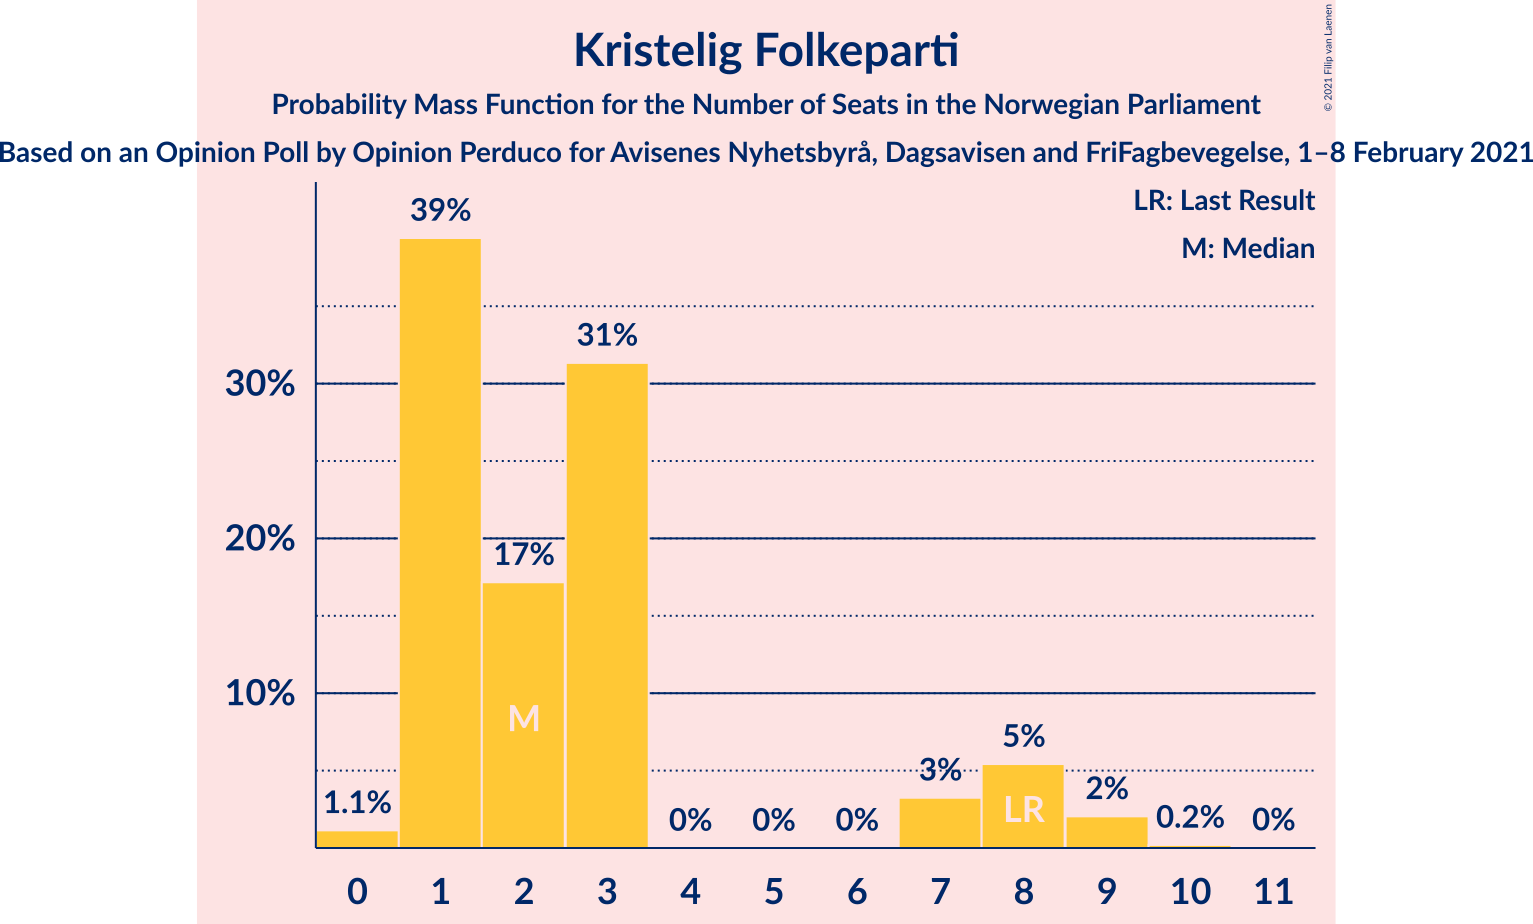 Kristelig Folkeparti
Probability Mass Function for the Number of Seats in the Norwegian Parliament
Based on an Opinion Poll by Opinion Perduco for Avisenes Nyhetsbyrå, Dagsavisen and FriFagbevegelse, 1–8 February 2021
© 2021 Filip van Laenen
LR: Last Result
M: Median
39%
31%
30%
20%
17%
10%
M
5%
3%
2%
1.1%
LR
0%
0%
0%
0.2%
0%
0 1 2 3 4 5 6 7 8 9 10 11